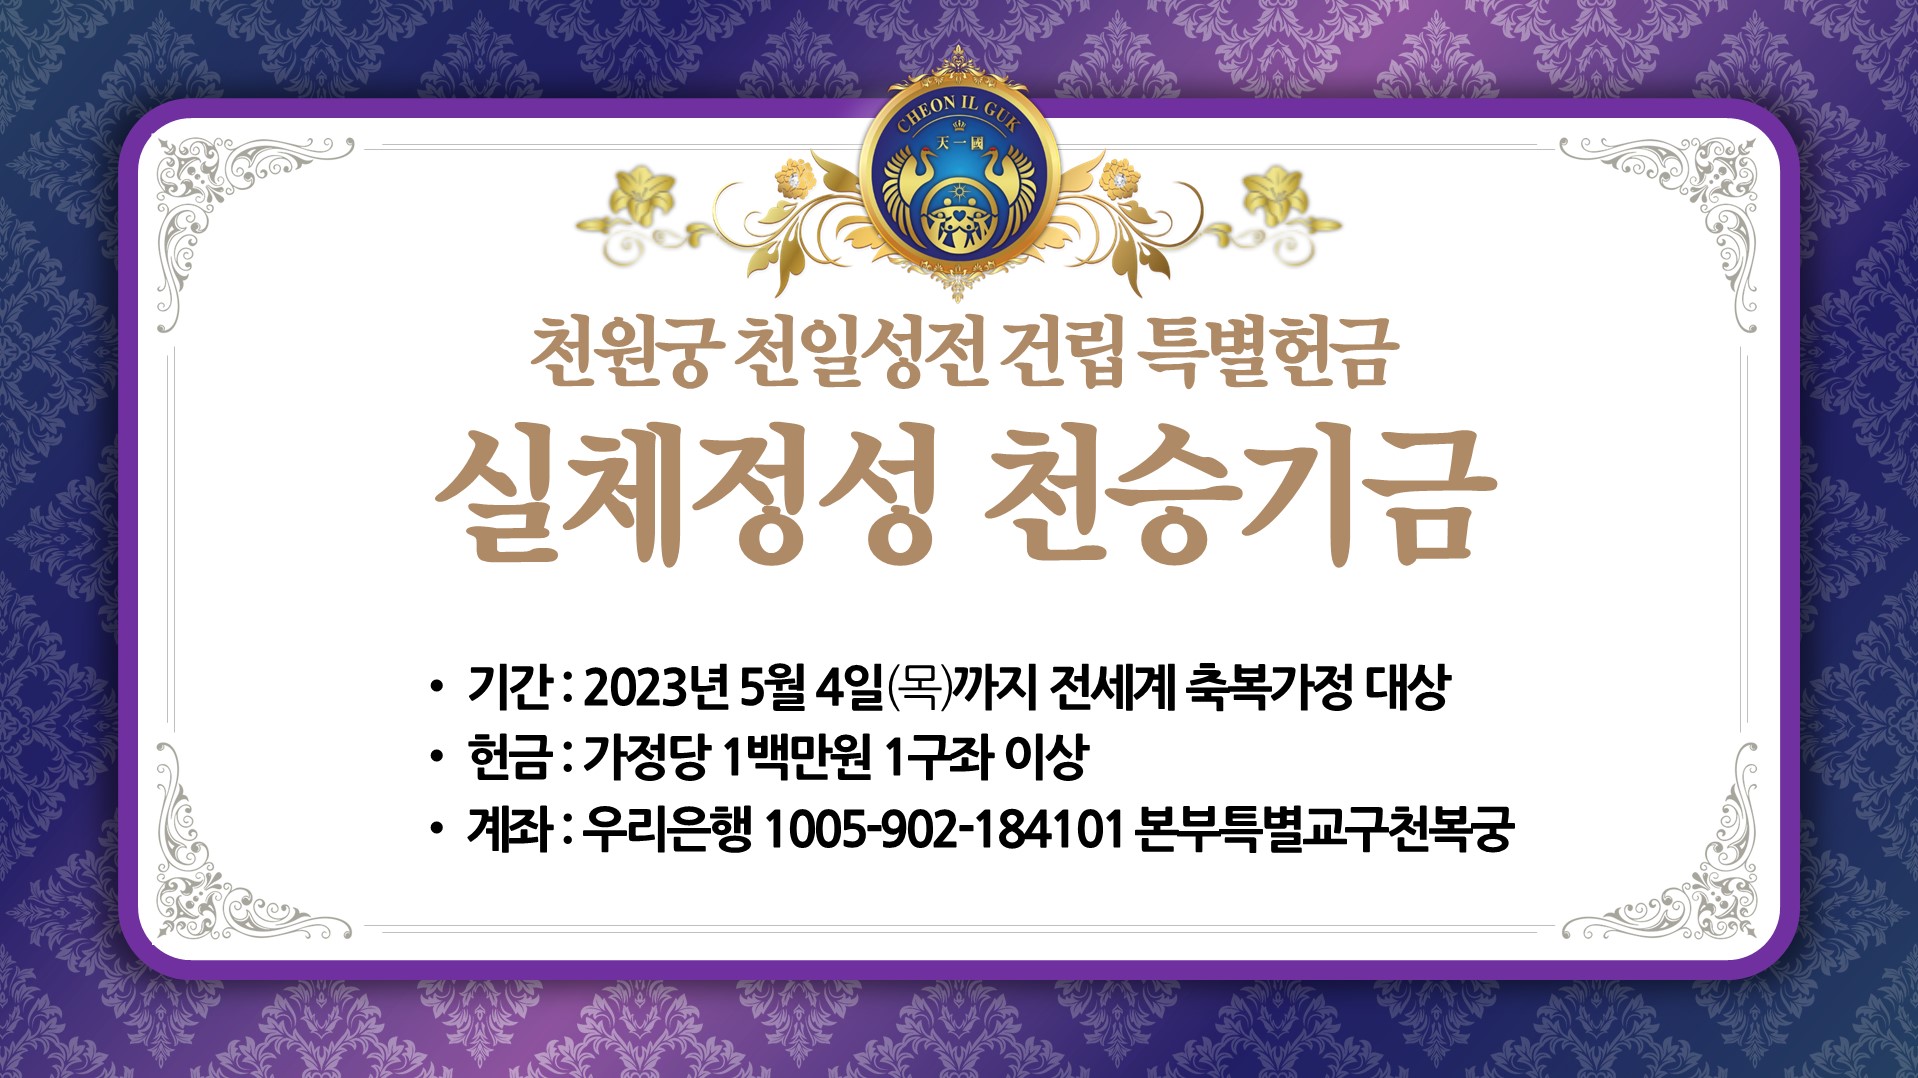 CHEON IL GUK
天一國
천원궁 천일성전 건립 특별헌금
실체정성 천승기금
• 기간 : 2023년 5월 4일(목)까지 전세계 축복가정 대상
• 헌금 : 가정당 1백만원 1구좌 이상
• 계좌 : 우리은행 1005-902-184101 본부특별교구천복궁